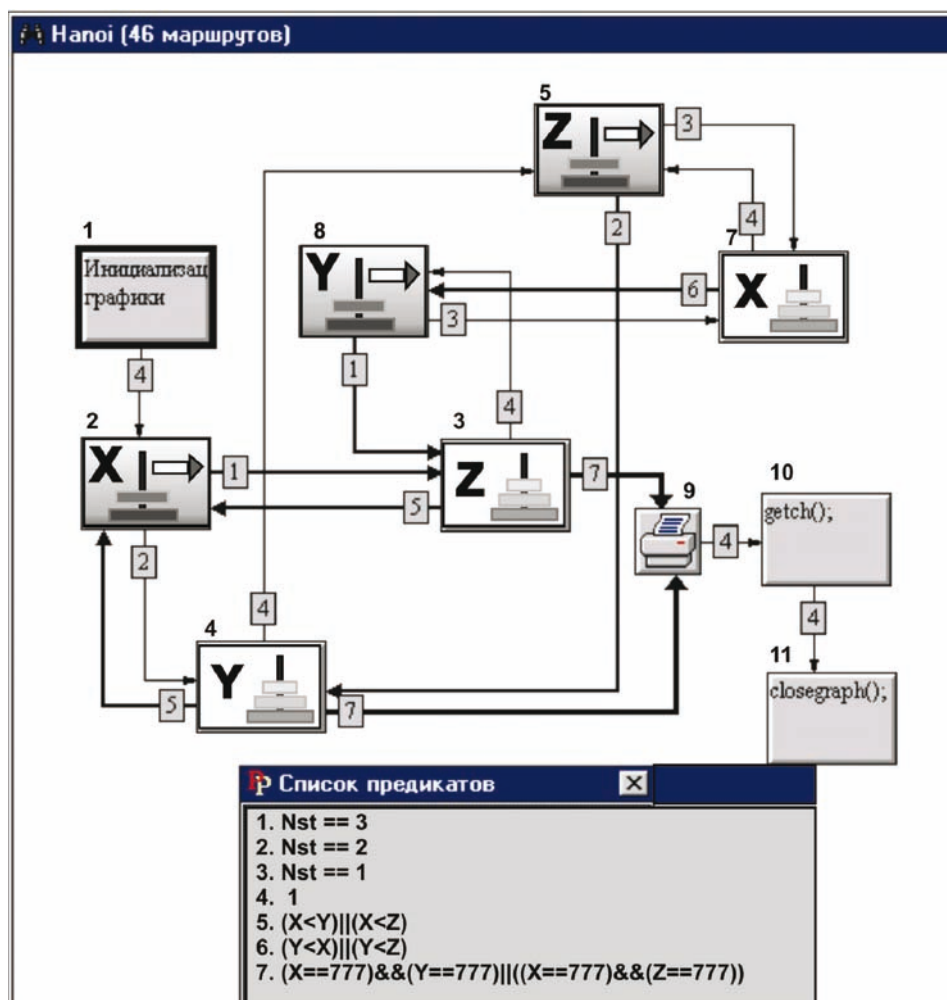 Hanoi (46 маршрутов)
5
Z
3
4
2
1
Инициализац
графики
8
Y
3
1
7
X
6
4
4
2
X
1
2
3
Z
5
7
9
4
10
getch();
4
4
Y
5
7
4
11
closegraph();
PP Список предикатов
1. Nst == 3
2. Nst == 2
3. Nst == 1
4. 1
5. (X<Y)||(X<Z)
6. (Y<X)||(Y<Z)
7. (X==777)&&(Y==777)||((X==777)&&(Z==777))